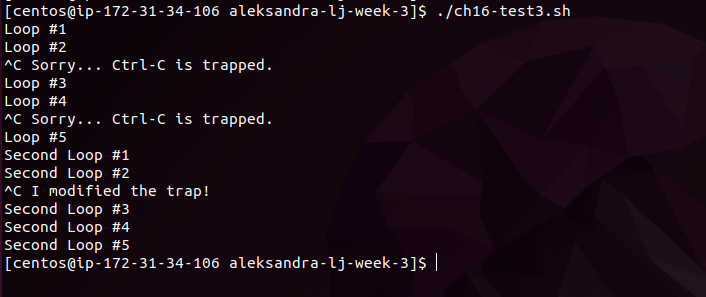 [centos@ip-172-31-34-106 aleksandra-lj-week-3]$ ./ch16-test3.sh
Loop #1
Loop #2
^C Sorry... Ctrl-C is trapped.
Loop #3
Loop #4
^C Sorry... Ctrl-C is trapped.
Loop #5
Second Loop #1
Second Loop #2
^C I modified the trap!
Second Loop #3
Second Loop #4
Second Loop #5
[centos@ip-172-31-34-106 aleksandra-lj-week-3]$